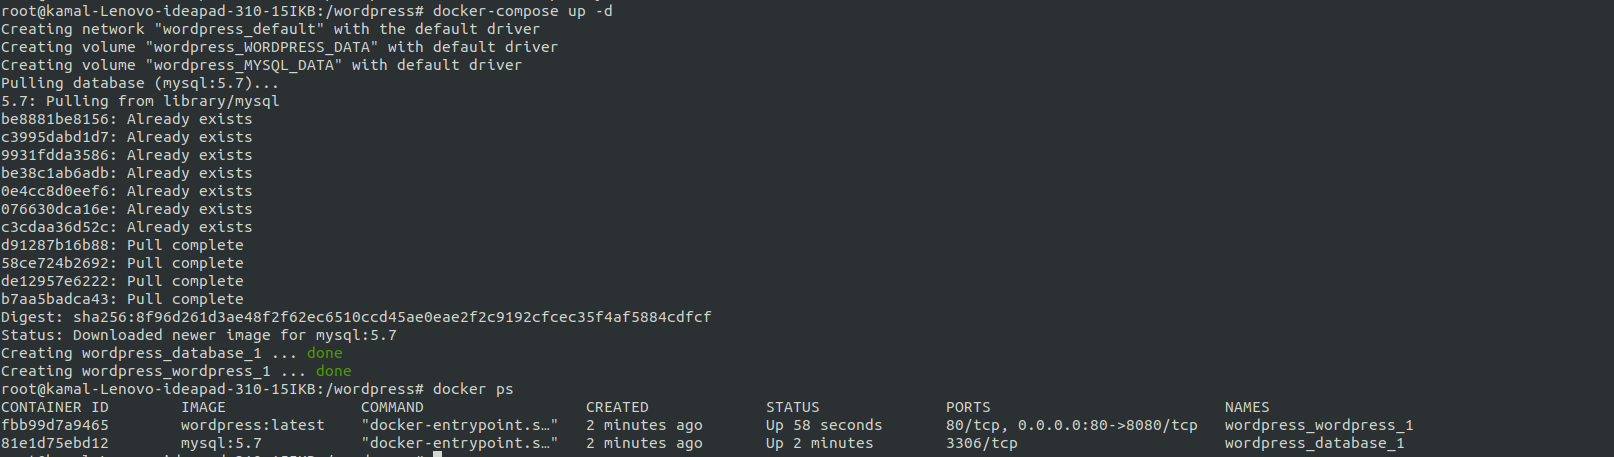 root@kamal-Lenovo-ideapad-310-15IKB:/wordpress# docker-compose up -d
Creating network "wordpress_default" with the default driver
Creating volume "wordpress_WORDPRESS_DATA" with default driver
Creating volume "wordpress_MYSQL_DATA" with default driver
Pulling database (mysql:5.7)...
5.7: Pulling from library/mysql
be8881be8156: Already exists
c3995dabd1d7: Already exists
9931fdda3586: Already exists
be38c1ab6adb: Already exists
0e4cc8d0eef6: Already exists
076630dca16e: Already exists
c3cdaa36d52c: Already exists
d91287b16b88: Pull complete
58ce724b2692: Pull complete
de12957e6222: Pull complete
b7aa5badca43: Pull complete
Digest: sha256:8f96d261d3ae48f2f62ec6510ccd45ae0eae2f2c9192cfcec35f4af5884cdfcf
Status: Downloaded newer image for mysql:5.7
Creating wordpress_database_1 ... done
Creating wordpress_wordpress_1 ... done
root@kamal-Lenovo-ideapad-310-15IKB:/wordpress# docker ps
CONTAINER ID IMAGE COMMAND CREATED STATUS PORTS NAMES
fbb99d7a9465 wordpress:latest "docker-entrypoint.s…" 2 minutes ago Up 58 seconds 80/tcp, 0.0.0.0:80->8080/tcp wordpress_wordpress_1
81e1d75ebd12 mysql:5.7 "docker-entrypoint.s…" 2 minutes ago Up 2 minutes 3306/tcp wordpress_database_1